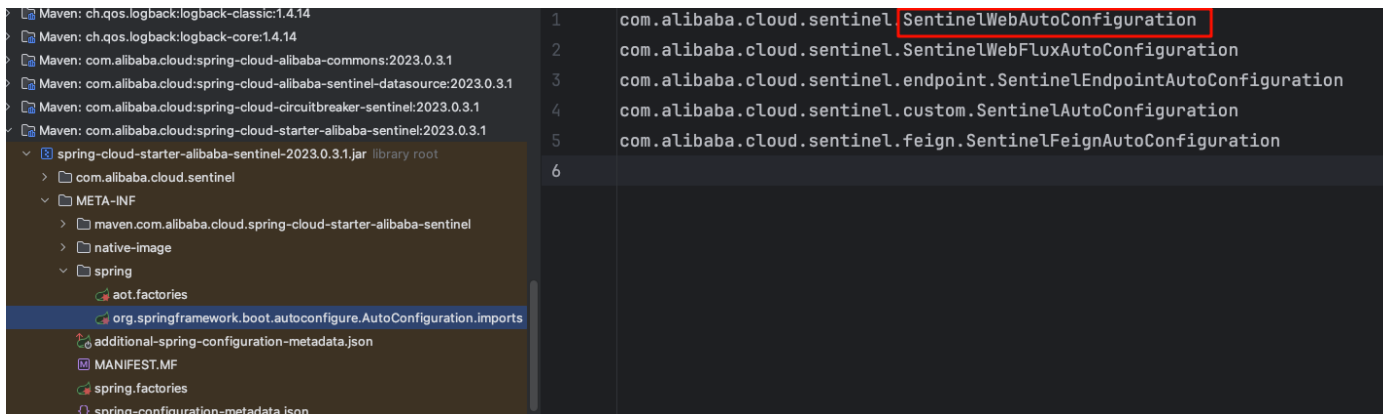 Maven: ch.qos.logback:logback-classic:1.4.14
Maven: ch.qos.logback:logback-core:1.4.14
Maven: com.alibaba.cloud:spring-cloud-alibaba-commons:2023.0.3.1
Maven: com.alibaba.cloud:spring-cloud-alibaba-sentinel-datasource:2023.0.3.1
Maven: com.alibaba.cloud:spring-cloud-circuitbreaker-sentinel:2023.0.3.1
Maven: com.alibaba.cloud:spring-cloud-starter-alibaba-sentinel:2023.0.3.1
spring-cloud-starter-alibaba-sentinel-2023.0.3.1.jar library root
com.alibaba.cloud.sentinel
META-INF
maven.com.alibaba.cloud.spring-cloud-starter-alibaba-sentinel
native-image
spring
aot.factories
org.springframework.boot.autoconfigure.AutoConfiguration.imports
additional-spring-configuration-metadata.json
MANIFEST.MF
spring.factories
spring-configuration-metadata.json
1 com.alibaba.cloud.sentinel.SentinelWebAutoConfiguration
2 com.alibaba.cloud.sentinel.SentinelWebFluxAutoConfiguration
3 com.alibaba.cloud.sentinel.endpoint.SentinelEndpointAutoConfiguration
4 com.alibaba.cloud.sentinel.custom.SentinelAutoConfiguration
5 com.alibaba.cloud.sentinel.feign.SentinelFeignAutoConfiguration
6